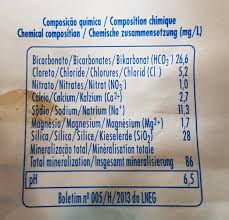 Composição química / Composition chimique
Chemical composition / Chemische zusammensetzung (mg/L)
Bicarbonato/Bicarbonates/Bikarbonat (HCO₃⁻) 26,6
Cloreto/Chloride/Chlorures/Chlorid (Cl⁻) 5,2
Nitrato/Nitrates/Nitrat (NO₃⁻) 1,0
Cálcio/Calcium/Kalzium (Ca²⁺) 2,7
Sódio/Sodium/Natrium (Na⁺) 11,3
Magnésio/Magnesium/Magnesium (Mg²⁺) 1,7
Sílica/Silica/Silice/Kieselerde (SiO₂) 28
Mineralização total/Minéralisation totale
Total mineralization/Insgesamt mineralisierung 86
pH 6,5
Boletim nº 005/H/2013 do LNEG